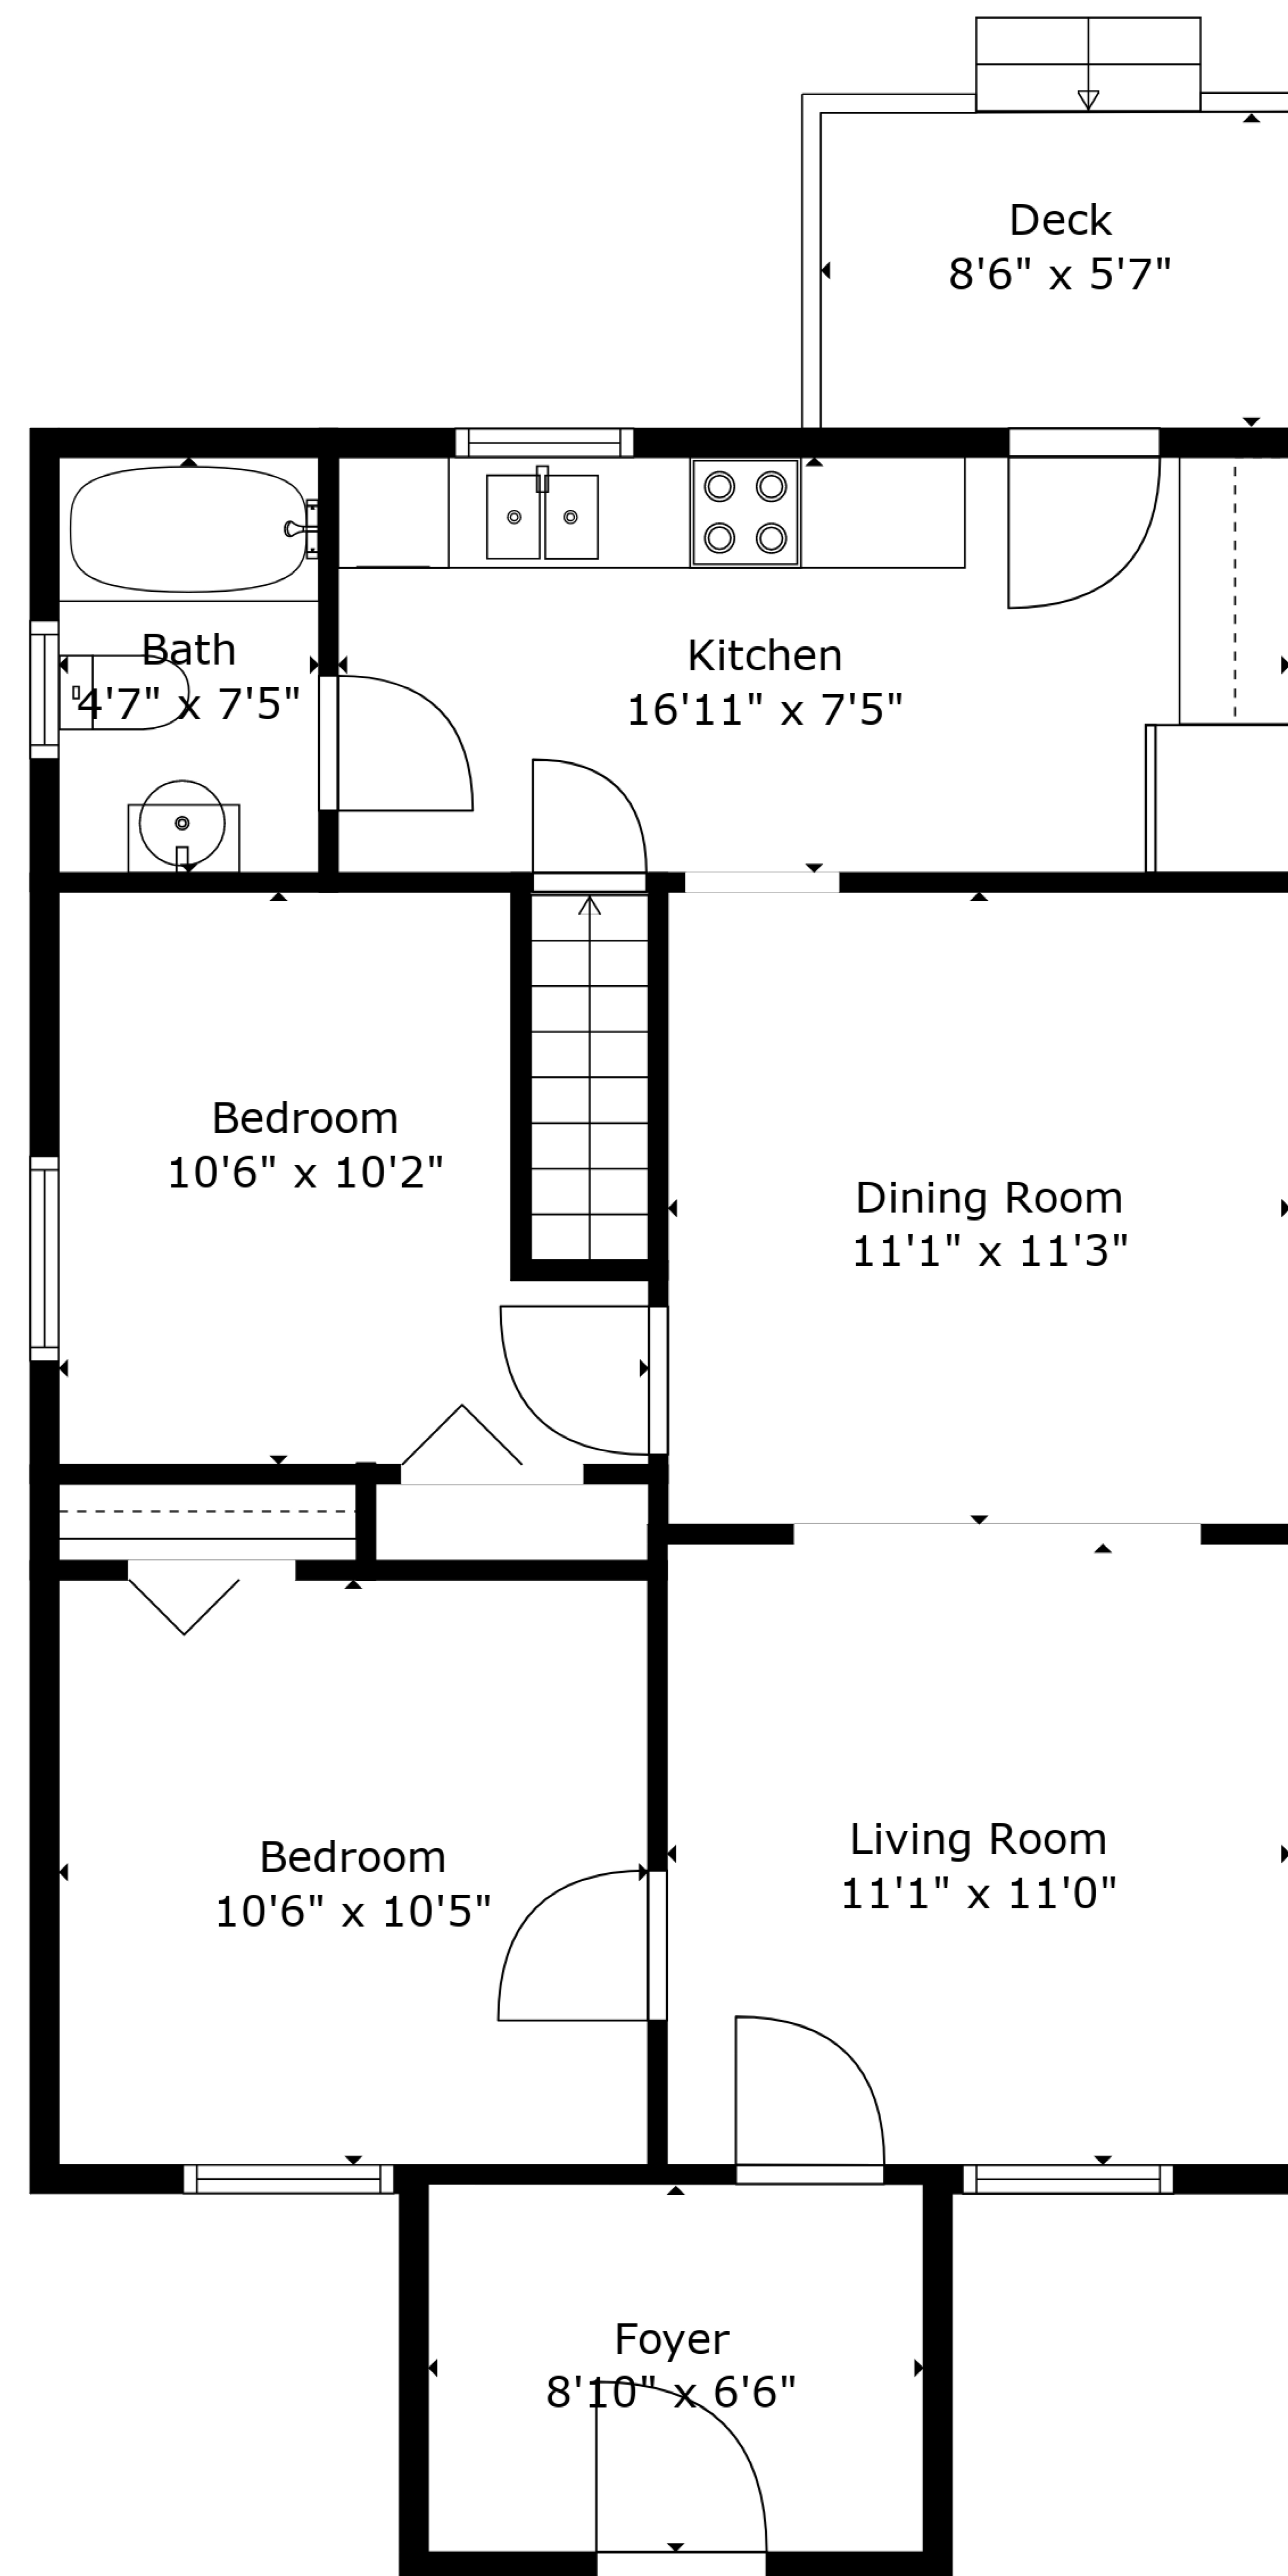 Deck
8'6" x 5'7"
Bath
4'7" x 7'5"
Kitchen
16'11" x 7'5"
Bedroom
10'6" x 10'2"
Dining Room
11'1" x 11'3"
Living Room
11'1" x 11'0"
Bedroom
10'6" x 10'5"
Foyer
8'10" x 6'6"